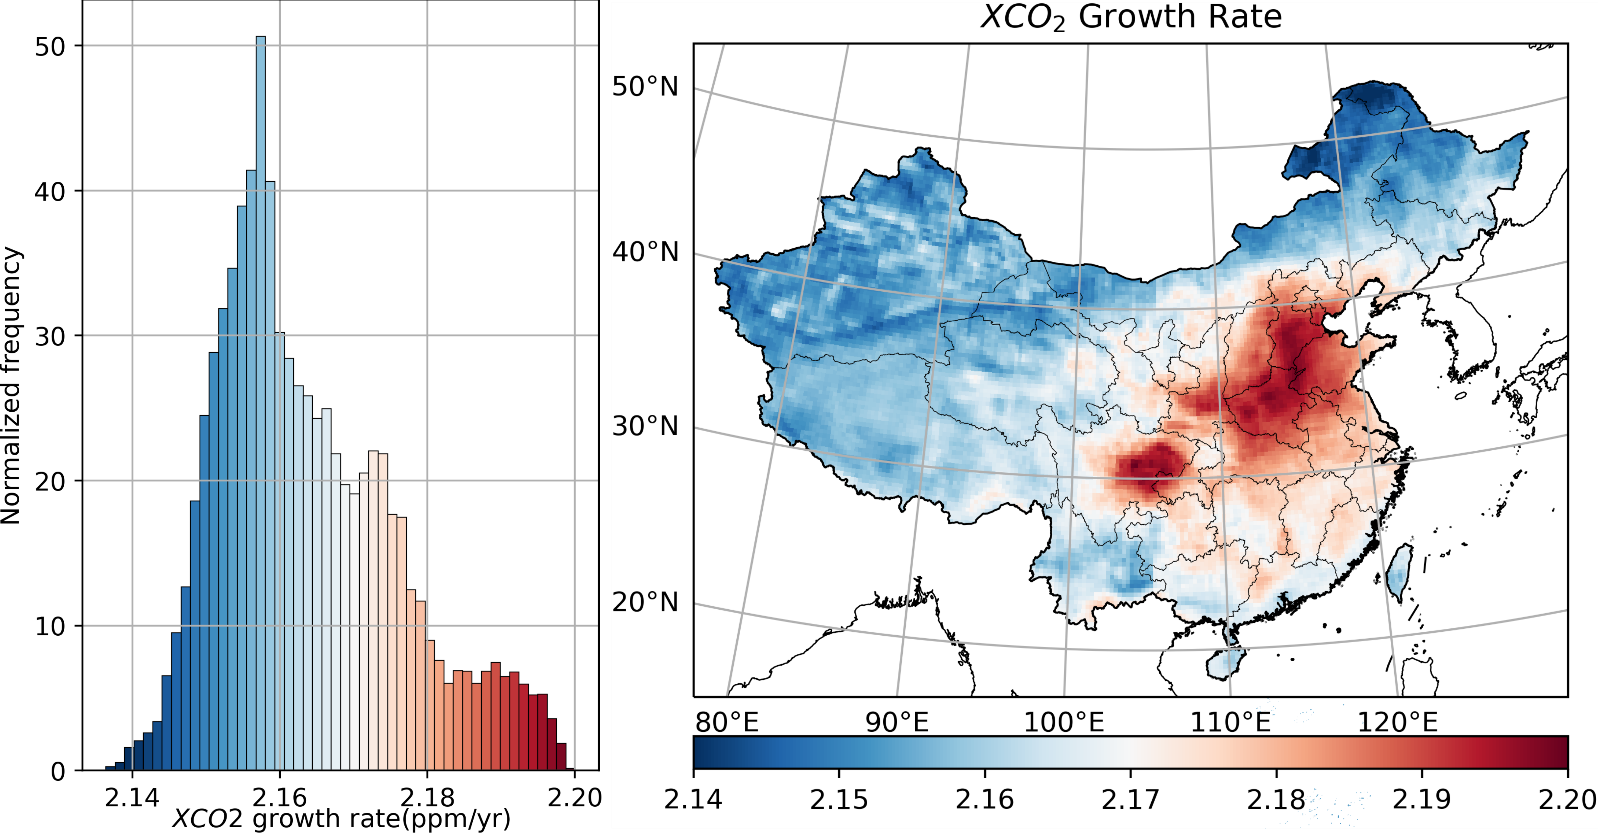 Normalized frequency
50
40
30
20
10
0
2.14 2.16 2.18 2.20
XCO2 growth rate(ppm/yr)
XCO₂ Growth Rate
50°N
40°N
30°N
20°N
80°E 90°E 100°E 110°E 120°E
2.14 2.15 2.16 2.17 2.18 2.19 2.20